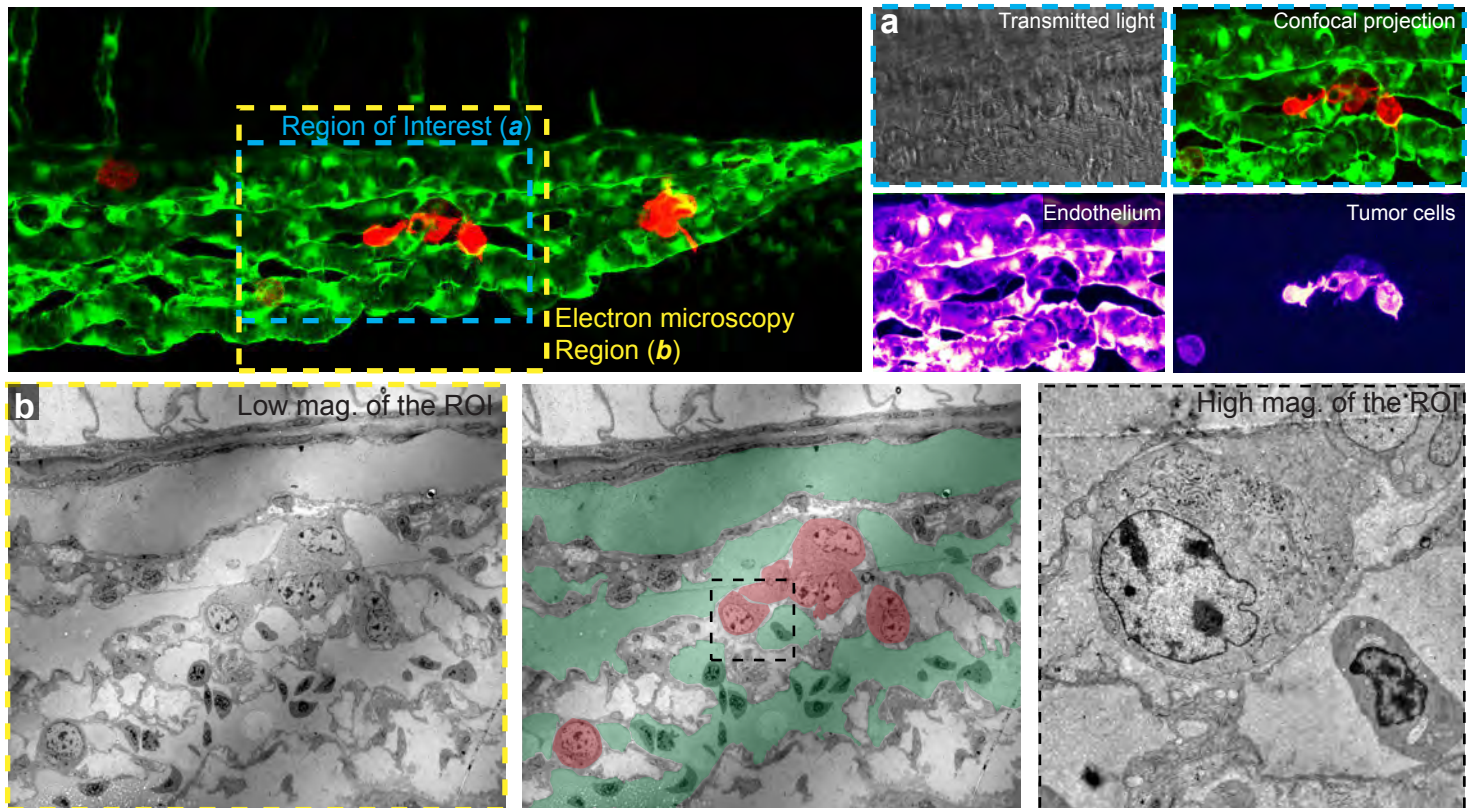 Region of Interest (a)
Electron microscopy
Region (b)
a
Transmitted light
Confocal projection
Endothelium
Tumor cells
b
Low mag. of the ROI
High mag. of the ROI